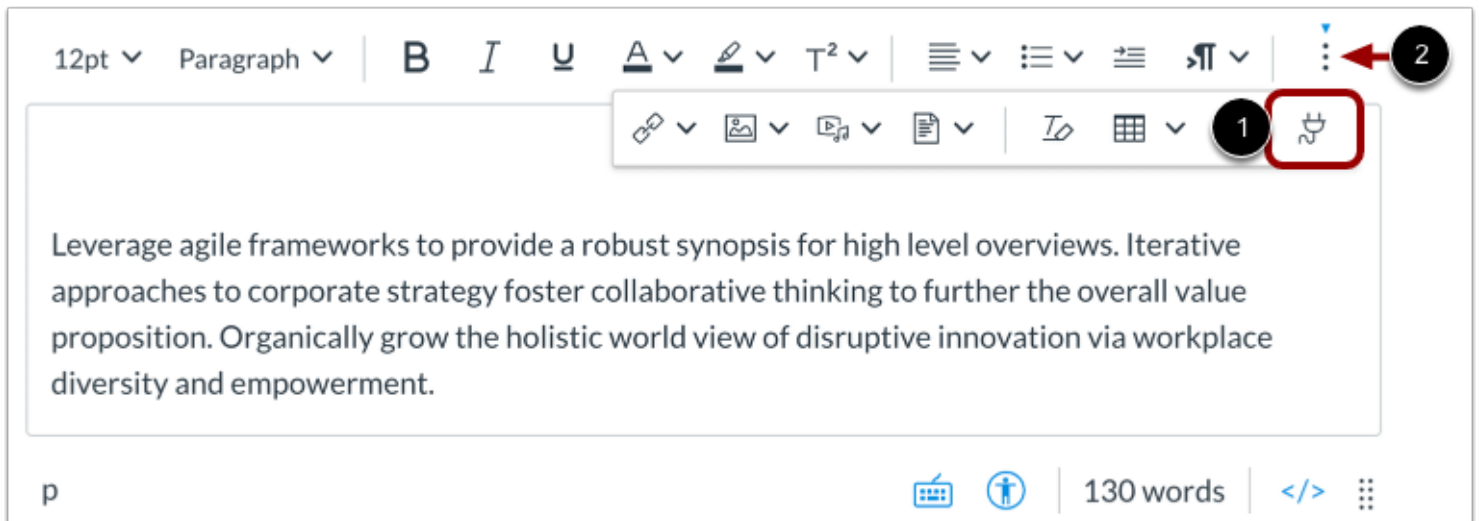 12pt Paragraph B I U A T² ¶ 2
1
Leverage agile frameworks to provide a robust synopsis for high level overviews. Iterative
approaches to corporate strategy foster collaborative thinking to further the overall value
proposition. Organically grow the holistic world view of disruptive innovation via workplace
diversity and empowerment.
p 130 words </>